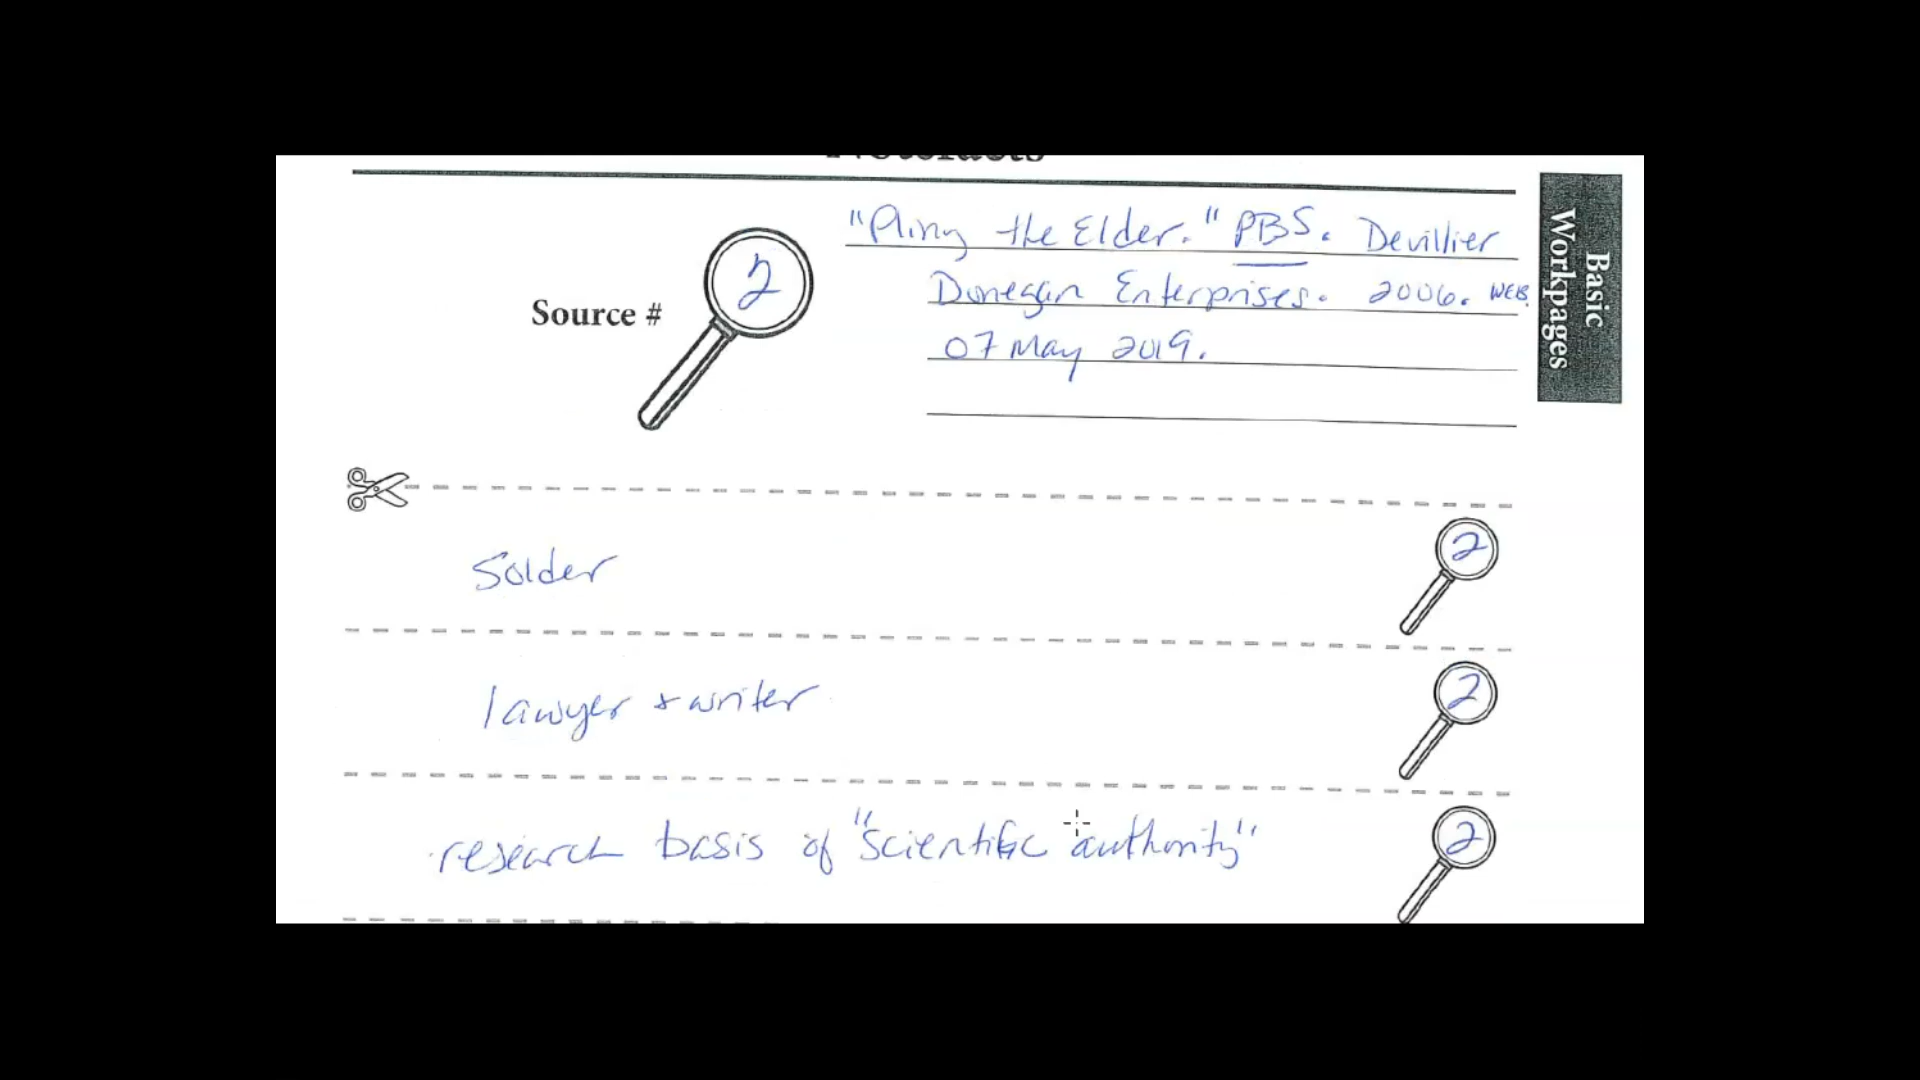 Notefacts
"Pliny the Elder." PBS. Devillier
Donegan Enterprises. 2006. WEB.
07 May 2019.
Source # 2
Basic
Workpages
Solder
2
lawyer & writer
2
research basis of "scientific authority"
2